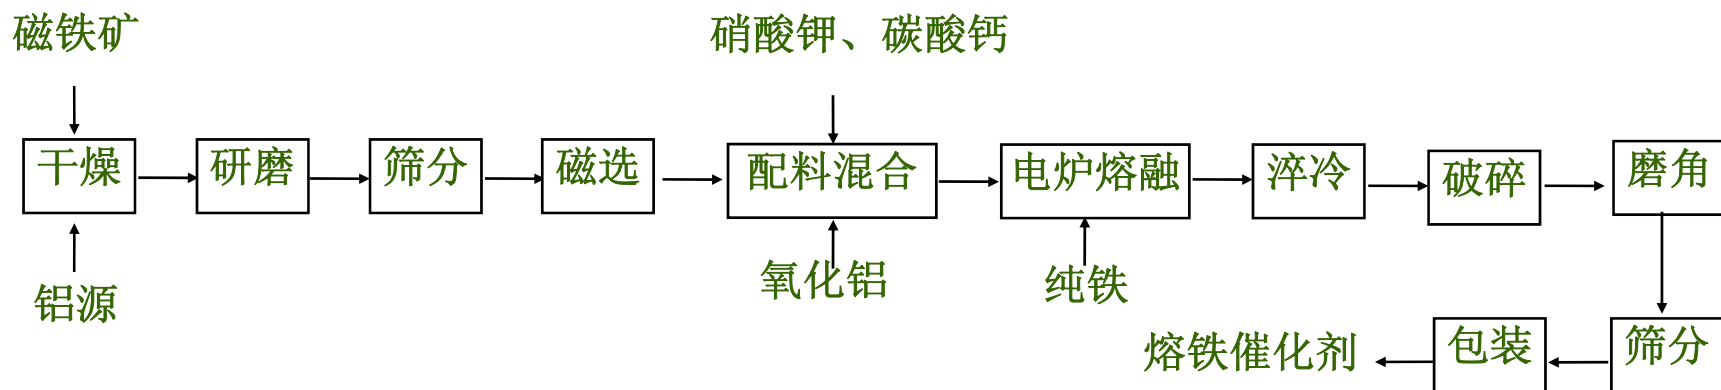 磁铁矿
硝酸钾、碳酸钙
干燥
研磨
筛分
磁选
配料混合
电炉熔融
淬冷
破碎
磨角
铝源
氧化铝
纯铁
熔铁催化剂
包装
筛分